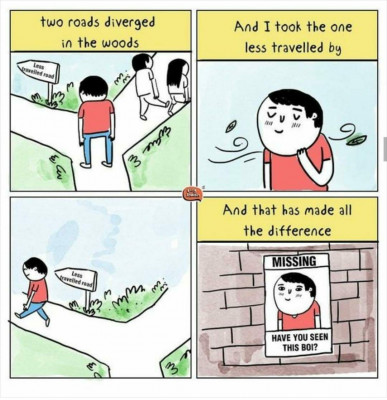 two roads diverged
in the woods
Less
travelled road
And I took the one
less travelled by
Less
travelled road
And that has made all
the difference
MISSING
HAVE YOU SEEN
THIS BOI?